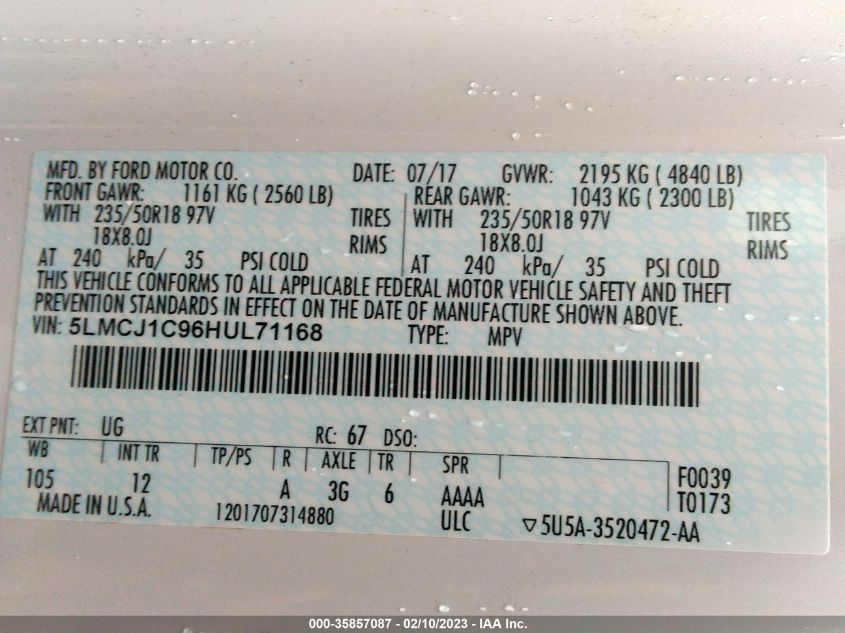 MFD. BY FORD MOTOR CO. DATE: 07/17 GVWR: 2195 KG ( 4840 LB)
FRONT GAWR: 1161 KG ( 2560 LB) REAR GAWR: 1043 KG ( 2300 LB)
WITH 235/50R18 97V TIRES WITH 235/50R18 97V TIRES
18X8.0J RIMS 18X8.0J RIMS
AT 240 kPa/ 35 PSI COLD AT 240 kPa/ 35 PSI COLD
THIS VEHICLE CONFORMS TO ALL APPLICABLE FEDERAL MOTOR VEHICLE SAFETY AND THEFT
PREVENTION STANDARDS IN EFFECT ON THE DATE OF MANUFACTURE SHOWN ABOVE.
VIN: 5LMCJ1C96HUL71168 TYPE: MPV
EXT PNT: UG RC: 67 DSO:
WB INT TR TP/PS R AXLE TR SPR
105 12 A 3G 6 AAAA F0039
T0173
MADE IN U.S.A. 1201707314880 ULC ▽5U5A-3520472-AA
000-35857087 - 02/10/2023 - IAA Inc.